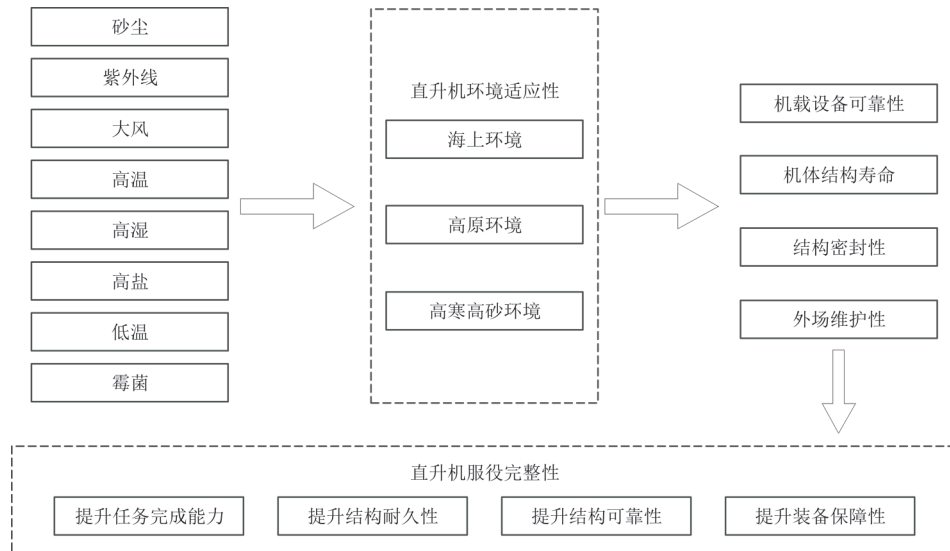 砂尘
紫外线
大风
高温
高湿
高盐
低温
霉菌
直升机环境适应性
海上环境
高原环境
高寒高砂环境
机载设备可靠性
机体结构寿命
结构密封性
外场维护性
直升机服役完整性
提升任务完成能力
提升结构耐久性
提升结构可靠性
提升装备保障性